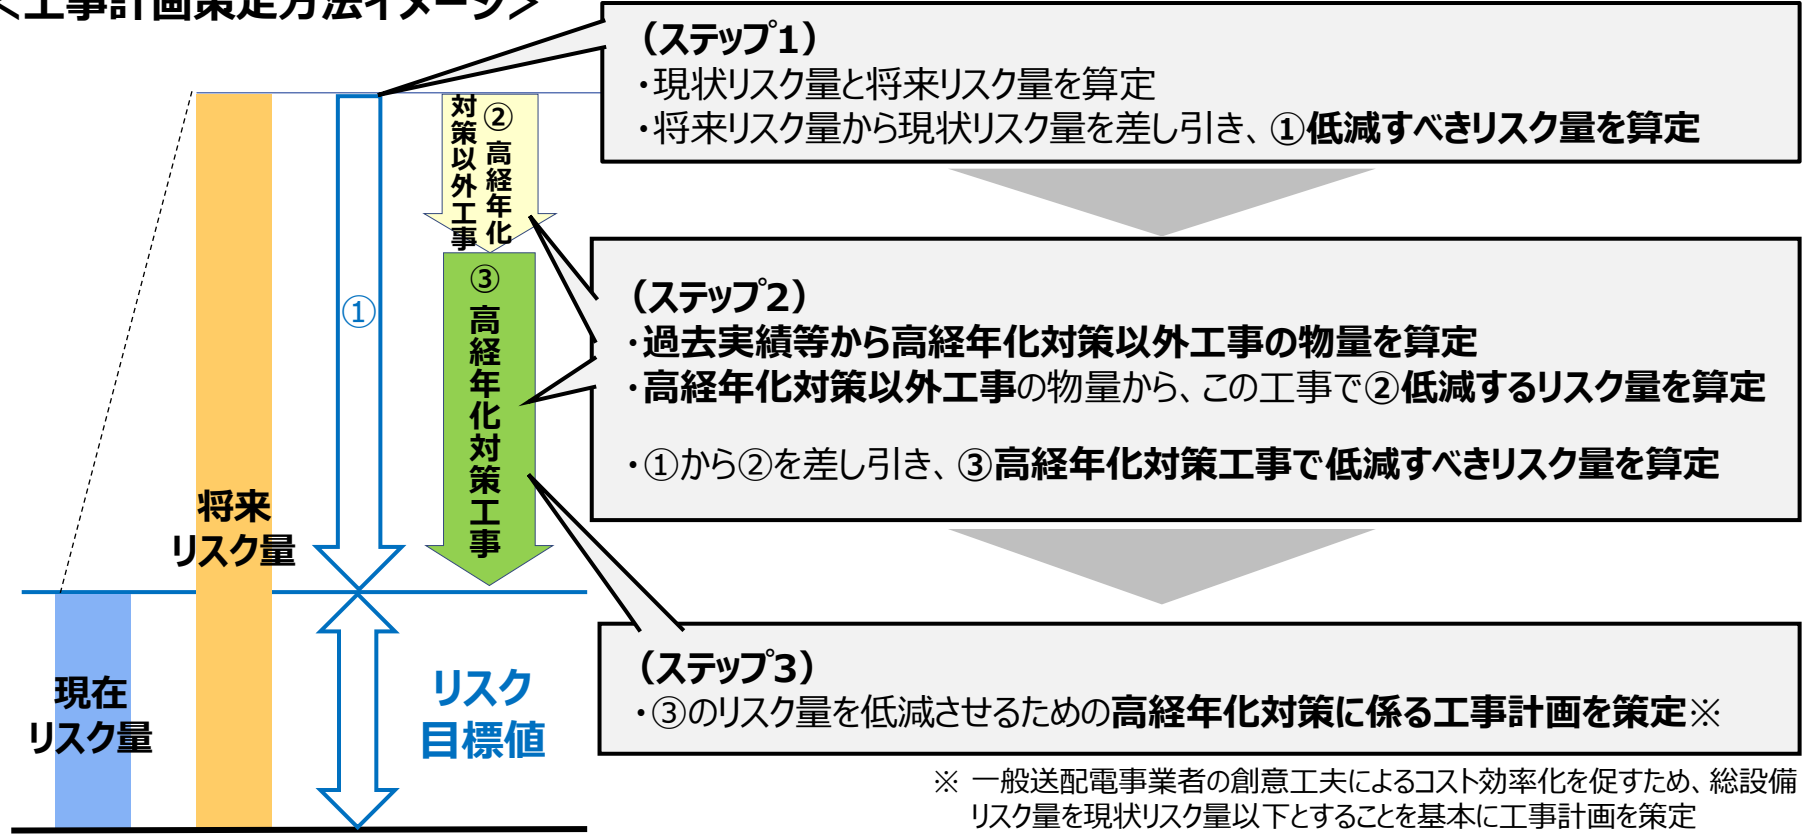 ＜工事計画策定方法イメージ＞
（ステップ1）
・現状リスク量と将来リスク量を算定
・将来リスク量から現状リスク量を差し引き、①低減すべきリスク量を算定
②高経年化
対策以外工事
①
③
高経年化対策工事
（ステップ2）
・過去実績等から高経年化対策以外工事の物量を算定
・高経年化対策以外工事の物量から、この工事で②低減するリスク量を算定
・①から②を差し引き、③高経年化対策工事で低減すべきリスク量を算定
将来
リスク量
現在
リスク量
リスク
目標値
（ステップ3）
・③のリスク量を低減させるための高経年化対策に係る工事計画を策定※
※ 一般送配電事業者の創意工夫によるコスト効率化を促すため、総設備
リスク量を現状リスク量以下とすることを基本に工事計画を策定